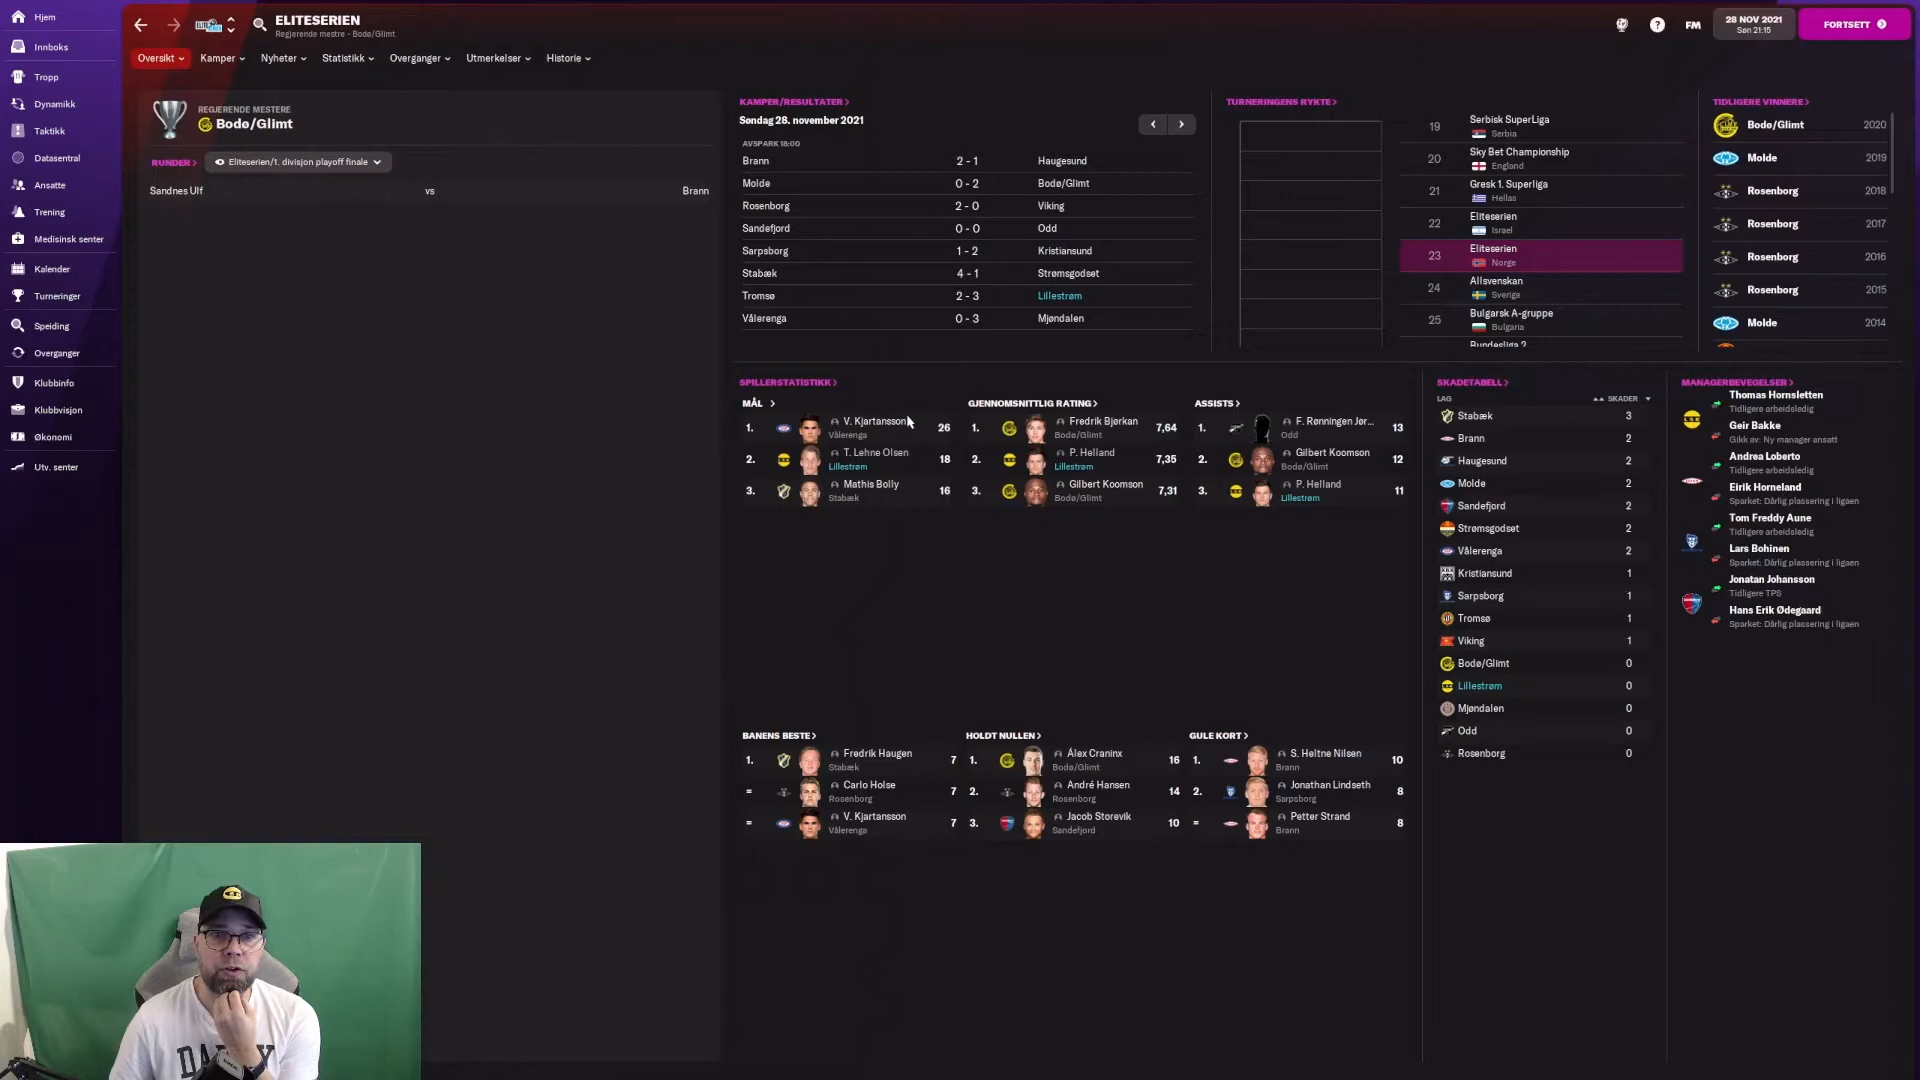 Hjem
Innboks
Tropp
Dynamikk
Taktikk
Datasentral
Ansatte
Trening
Medisinsk senter
Kalender
Turneringer
Speiding
Overganger
Klubbinfo
Klubbvisjon
Økonomi
Utv. senter
ELITESERIEN
Regjerende mestre - Bodø/Glimt
FM
28 NOV 2021
Søn 21:15
FORTSETT
Oversikt
Kamper
Nyheter
Statistikk
Overganger
Utmerkelser
Historie
REGJERENDE MESTERE
Bodø/Glimt
RUNDER
Eliteserien/1. divisjon playoff finale
Sandnes Ulf vs Brann
KAMPER/RESULTATER
Søndag 28. november 2021
AVSPARK 18:00
Brann 2 - 1 Haugesund
Molde 0 - 2 Bodø/Glimt
Rosenborg 2 - 0 Viking
Sandefjord 0 - 0 Odd
Sarpsborg 1 - 2 Kristiansund
Stabæk 4 - 1 Strømsgodset
Tromsø 2 - 3 Lillestrøm
Vålerenga 0 - 3 Mjøndalen
TURNERINGENS RYKTE
19 Serbisk SuperLiga
Serbia
20 Sky Bet Championship
England
21 Gresk 1. Superliga
Hellas
22 Eliteserien
Israel
23 Eliteserien
Norge
24 Allsvenskan
Sverige
25 Bulgarsk A-gruppe
Bulgaria
Bundesliga 2
TIDLIGERE VINNERE
Bodø/Glimt 2020
Molde 2019
Rosenborg 2018
Rosenborg 2017
Rosenborg 2016
Rosenborg 2015
Molde 2014
SPILLERSTATISTIKK
MÅL
1. V. Kjartansson 26
Vålerenga
2. T. Lehne Olsen 18
Lillestrøm
3. Mathis Bolly 16
Stabæk
GJENNOMSNITTLIG RATING
1. Fredrik Bjørkan 7,64
Bodø/Glimt
2. P. Helland 7,35
Lillestrøm
3. Gilbert Koomson 7,31
Bodø/Glimt
ASSISTS
1. F. Rønningen Jør... 13
Odd
2. Gilbert Koomson 12
Bodø/Glimt
3. P. Helland 11
Lillestrøm
BANENS BESTE
1. Fredrik Haugen 7
Stabæk
= Carlo Holse 7
Rosenborg
= V. Kjartansson 7
Vålerenga
HOLDT NULLEN
1. Álex Craninx 16
Bodø/Glimt
2. André Hansen 14
Rosenborg
3. Jacob Storevik 10
Sandefjord
GULE KORT
1. S. Heltne Nilsen 10
Brann
2. Jonathan Lindseth 8
Sarpsborg
= Petter Strand 8
Brann
SKADETABELL
LAG SKADER
Stabæk 3
Brann 2
Haugesund 2
Molde 2
Sandefjord 2
Strømsgodset 2
Vålerenga 2
Kristiansund 1
Sarpsborg 1
Tromsø 1
Viking 1
Bodø/Glimt 0
Lillestrøm 0
Mjøndalen 0
Odd 0
Rosenborg 0
MANAGERBEVEGELSER
Thomas Hornsletten
Tidligere arbeidsledig
Geir Bakke
Gikk av: Ny manager ansatt
Andrea Loberto
Tidligere arbeidsledig
Eirik Horneland
Sparket: Dårlig plassering i ligaen
Tom Freddy Aune
Tidligere arbeidsledig
Lars Bohinen
Sparket: Dårlig plassering i ligaen
Jonatan Johansson
Tidligere TPS
Hans Erik Ødegaard
Sparket: Dårlig plassering i ligaen